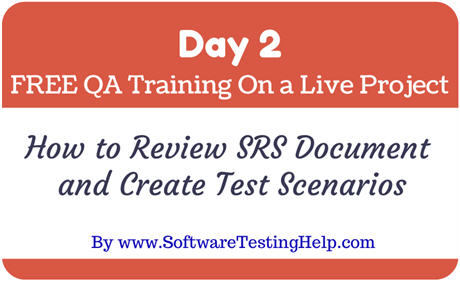 Day 2
FREE QA Training On a Live Project
How to Review SRS Document
and Create Test Scenarios
By www.SoftwareTestingHelp.com